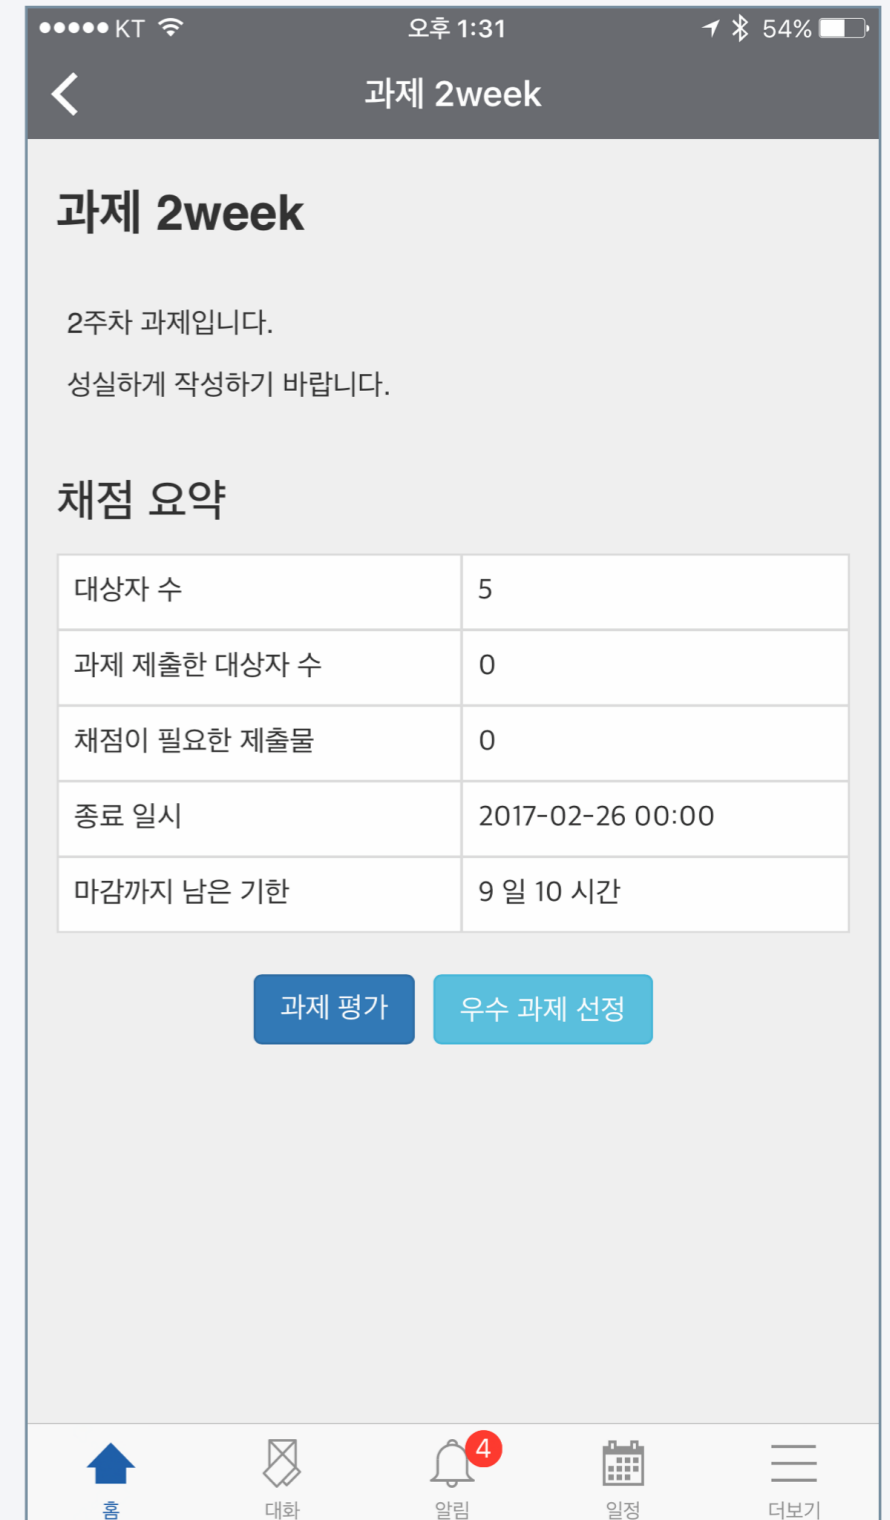 KT 오후 1:31 54%
과제 2week
과제 2week
2주차 과제입니다.
성실하게 작성하기 바랍니다.
채점 요약
대상자 수 5
과제 제출한 대상자 수 0
채점이 필요한 제출물 0
종료 일시 2017-02-26 00:00
마감까지 남은 기한 9 일 10 시간
과제 평가 우수 과제 선정
4
홈 대화 알림 일정 더보기